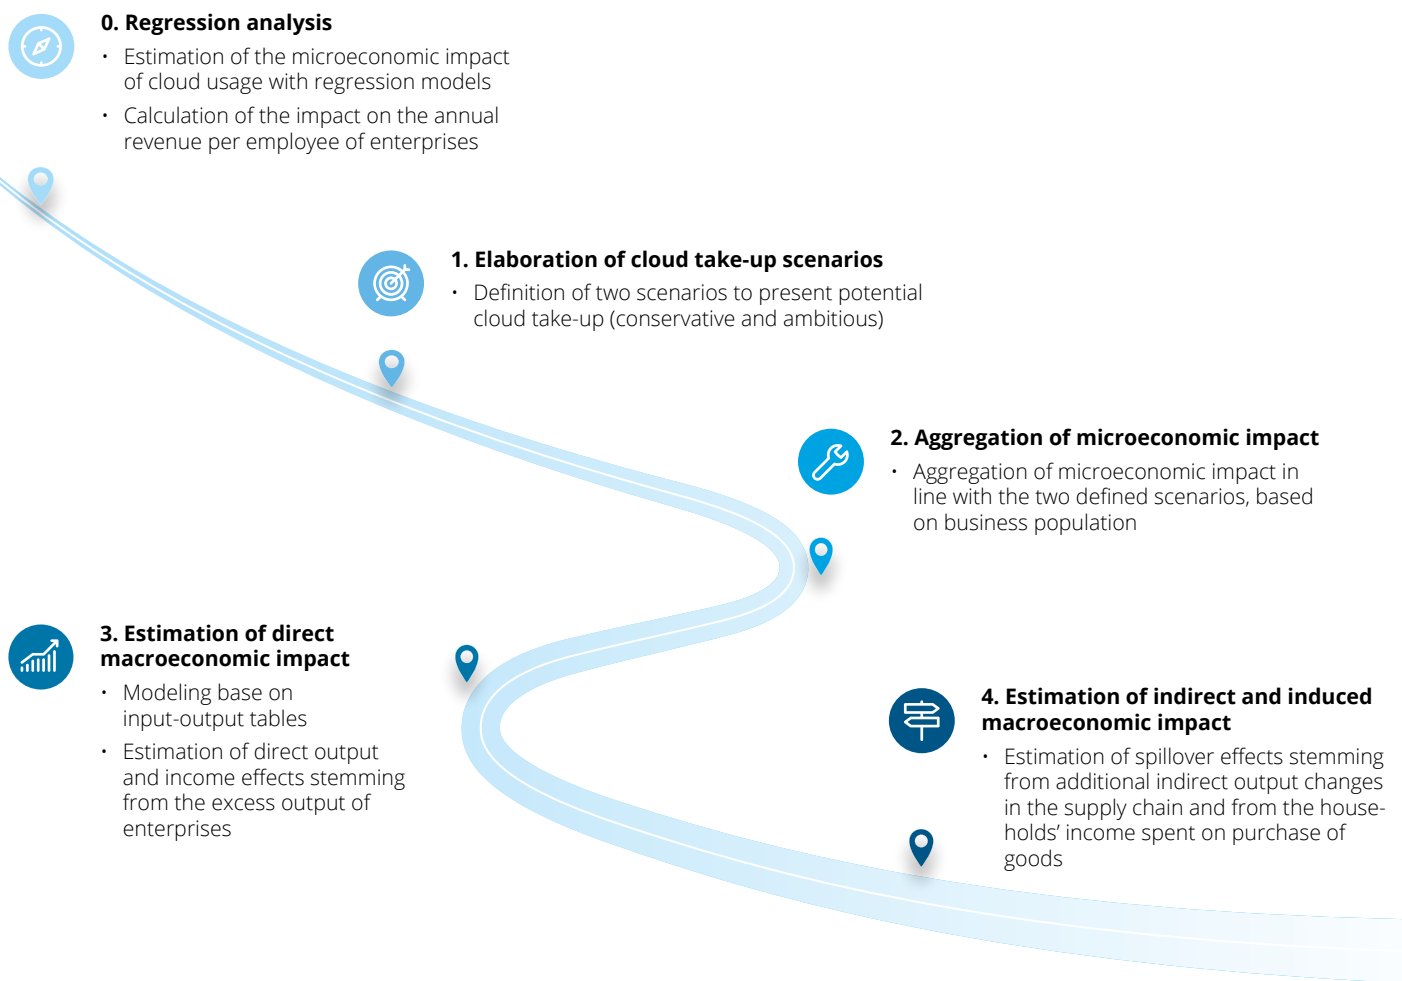 0. Regression analysis
• Estimation of the microeconomic impact
of cloud usage with regression models
• Calculation of the impact on the annual
revenue per employee of enterprises
1. Elaboration of cloud take-up scenarios
• Definition of two scenarios to present potential
cloud take-up (conservative and ambitious)
2. Aggregation of microeconomic impact
• Aggregation of microeconomic impact in
line with the two defined scenarios, based
on business population
3. Estimation of direct
macroeconomic impact
• Modeling base on
input-output tables
• Estimation of direct output
and income effects stemming
from the excess output of
enterprises
4. Estimation of indirect and induced
macroeconomic impact
• Estimation of spillover effects stemming
from additional indirect output changes
in the supply chain and from the house-
holds’ income spent on purchase of
goods